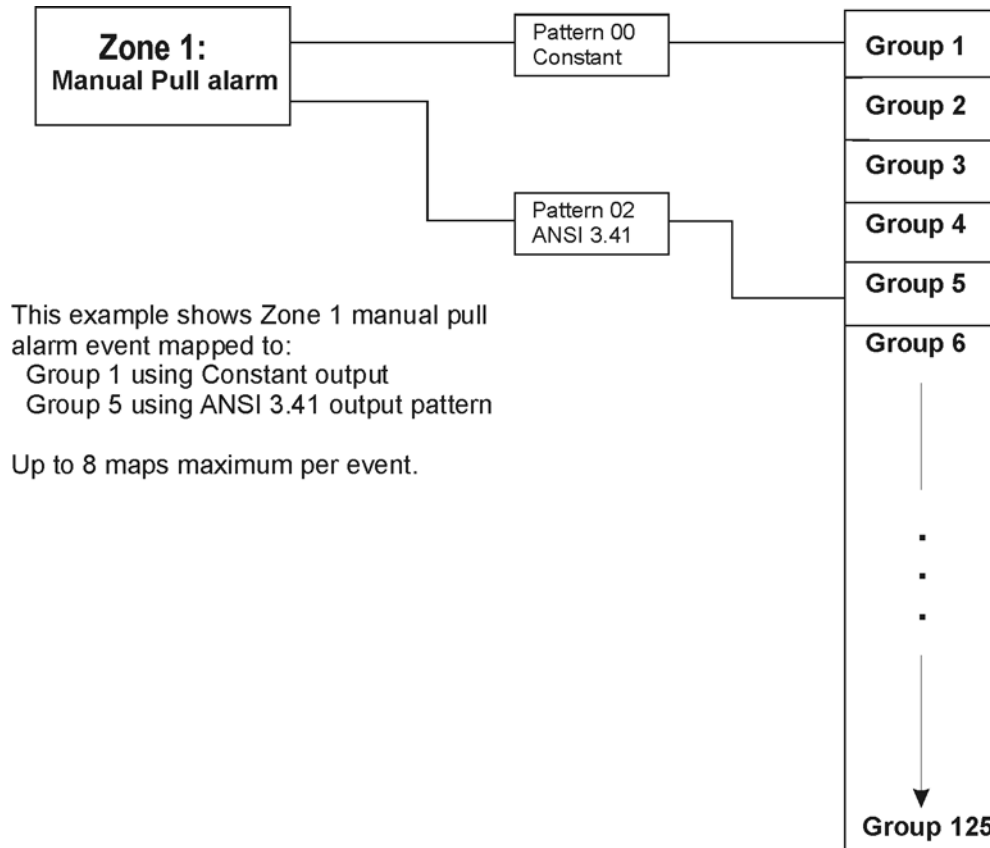 Zone 1:
Manual Pull alarm
Pattern 00
Constant
Pattern 02
ANSI 3.41
Group 1
Group 2
Group 3
Group 4
Group 5
Group 6
Group 125
This example shows Zone 1 manual pull
alarm event mapped to:
Group 1 using Constant output
Group 5 using ANSI 3.41 output pattern
Up to 8 maps maximum per event.